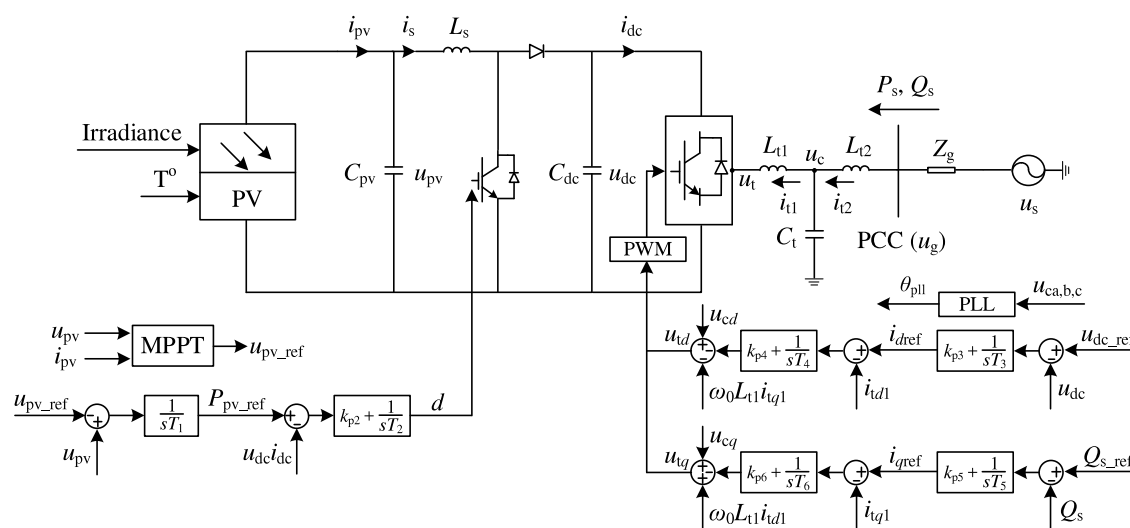 i_pv
i_s
L_s
i_dc
P_s, Q_s
Irradiance
T°
PV
C_pv
u_pv
C_dc
u_dc
u_t
L_t1
u_c
L_t2
Z_g
i_t1
i_t2
u_s
C_t
PCC (u_g)
PWM
θ_pll
PLL
u_ca,b,c
u_pv
i_pv
MPPT
u_pv_ref
u_td
u_cd
+
-
-
k_p4 + 1/sT_4
+
-
i_dref
k_p3 + 1/sT_3
+
-
u_dc_ref
ω_0L_t1i_tq1
i_td1
u_dc
u_pv_ref
-
+
u_pv
1/sT_1
P_pv_ref
+
-
u_dci_dc
k_p2 + 1/sT_2
d
u_tq
u_cq
+
-
+
k_p6 + 1/sT_6
+
-
i_qref
k_p5 + 1/sT_5
+
-
Q_s_ref
ω_0L_t1i_td1
i_tq1
Q_s